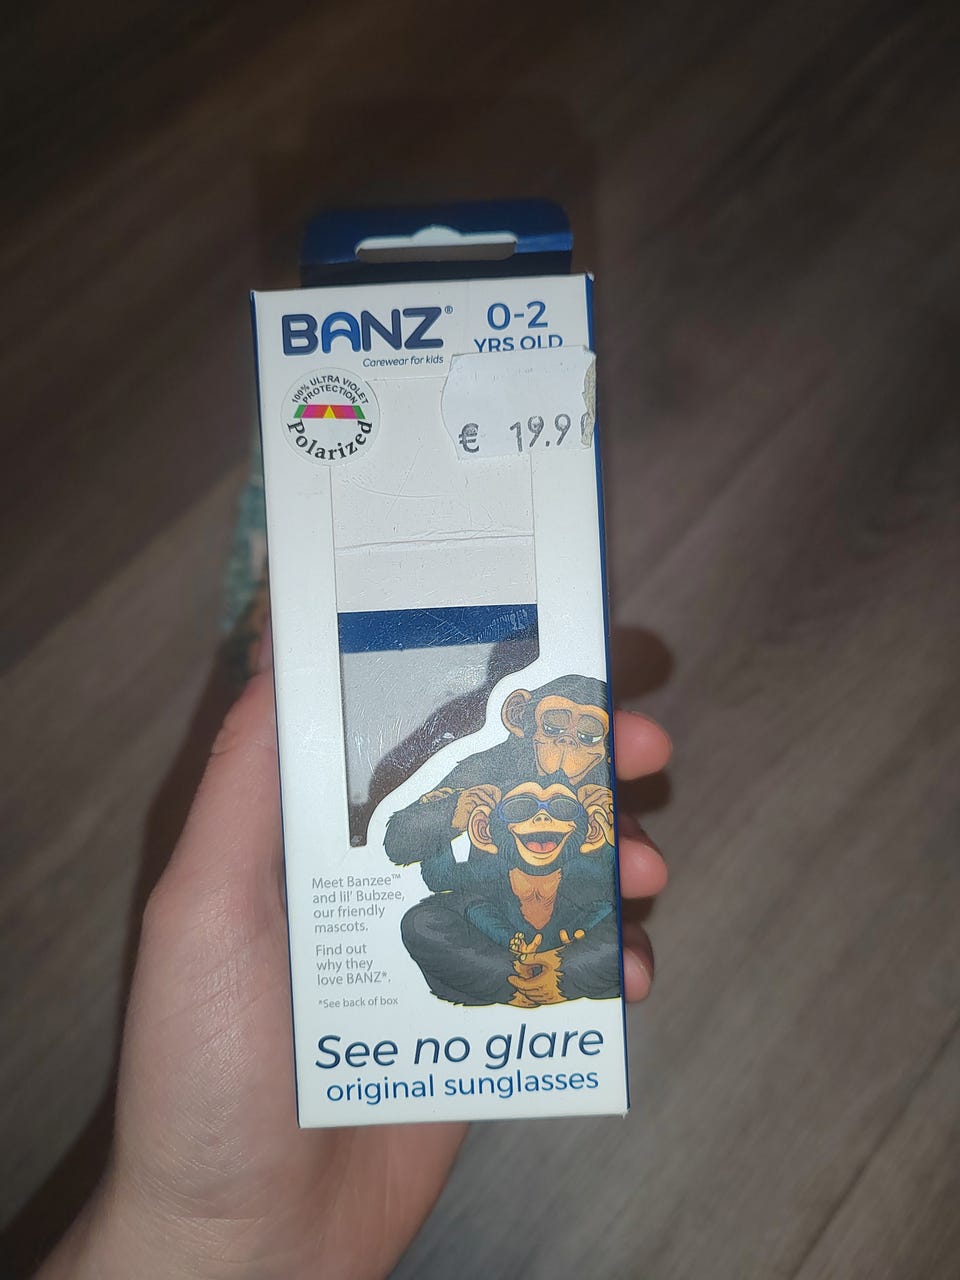 BANZ®
Carewear for kids
0-2
YRS OLD
100% ULTRA VIOLET
PROTECTION
Polarized
€ 19.9
Meet Banzee™
and lil' Bubzee,
our friendly
mascots.
Find out
why they
love BANZ*.
*See back of box
See no glare
original sunglasses